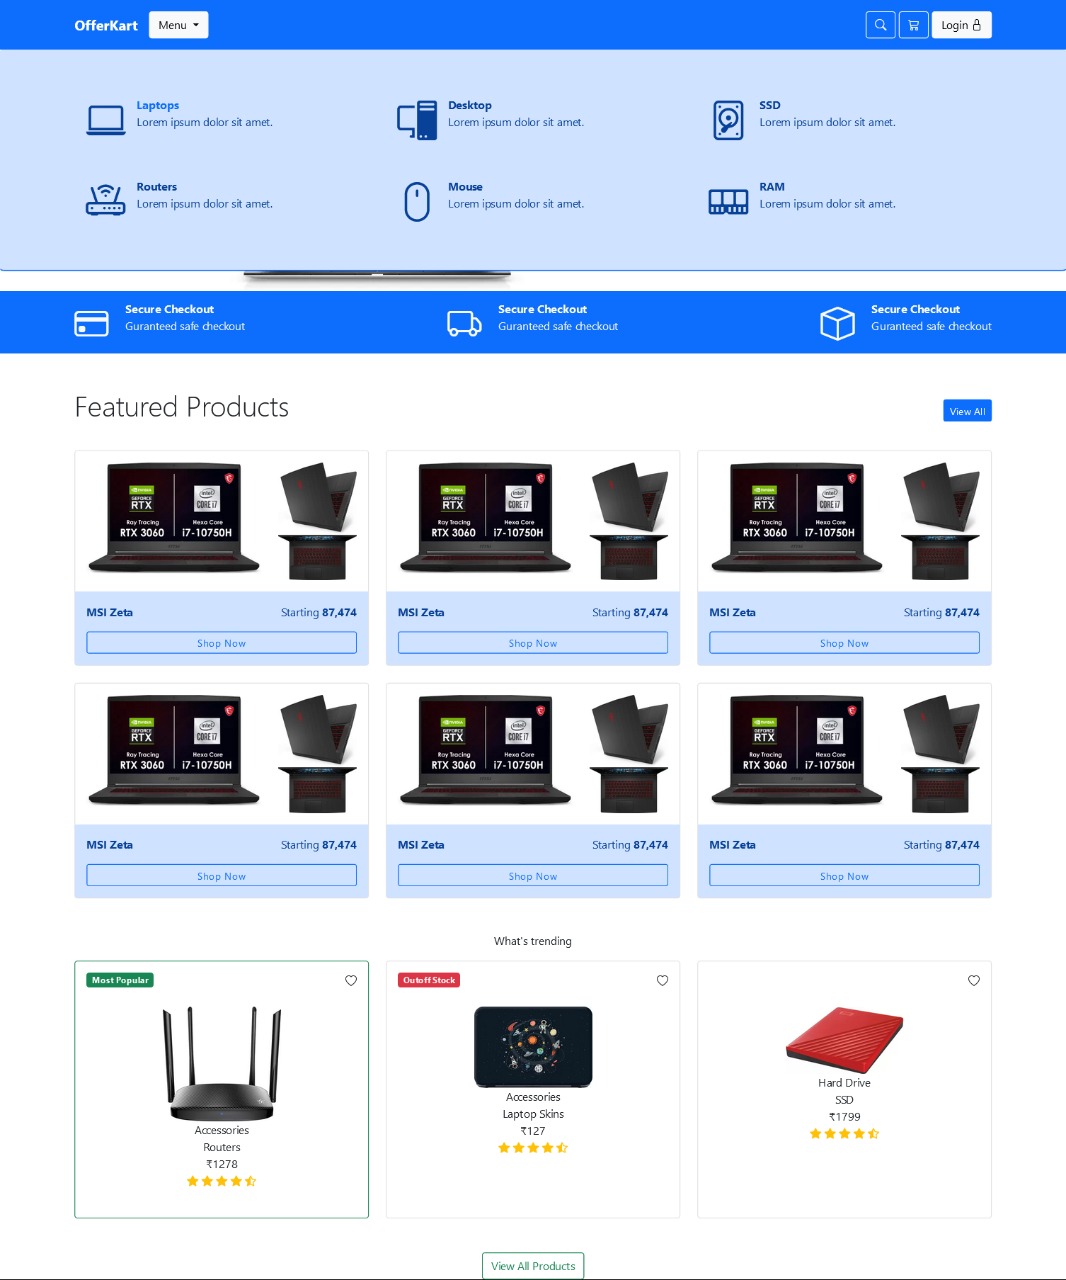 OfferKart Menu Login
Laptops Desktop SSD
Lorem ipsum dolor sit amet. Lorem ipsum dolor sit amet. Lorem ipsum dolor sit amet.
Routers Mouse RAM
Lorem ipsum dolor sit amet. Lorem ipsum dolor sit amet. Lorem ipsum dolor sit amet.
Secure Checkout Secure Checkout Secure Checkout
Guranteed safe checkout Guranteed safe checkout Guranteed safe checkout
Featured Products View All
NVIDIA NVIDIA NVIDIA
GEFORCE RTX intel CORE i7 GEFORCE RTX intel CORE i7 GEFORCE RTX intel CORE i7
Ray Tracing Hexa Core Ray Tracing Hexa Core Ray Tracing Hexa Core
RTX 3060 i7-10750H RTX 3060 i7-10750H RTX 3060 i7-10750H
MSI Zeta Starting 87,474 MSI Zeta Starting 87,474 MSI Zeta Starting 87,474
Shop Now Shop Now Shop Now
NVIDIA NVIDIA NVIDIA
GEFORCE RTX intel CORE i7 GEFORCE RTX intel CORE i7 GEFORCE RTX intel CORE i7
Ray Tracing Hexa Core Ray Tracing Hexa Core Ray Tracing Hexa Core
RTX 3060 i7-10750H RTX 3060 i7-10750H RTX 3060 i7-10750H
MSI Zeta Starting 87,474 MSI Zeta Starting 87,474 MSI Zeta Starting 87,474
Shop Now Shop Now Shop Now
What's trending
Most Popular
Accessories
Routers
₹1278
Outoff Stock
Accessories
Laptop Skins
₹127
Hard Drive
SSD
₹1799
View All Products